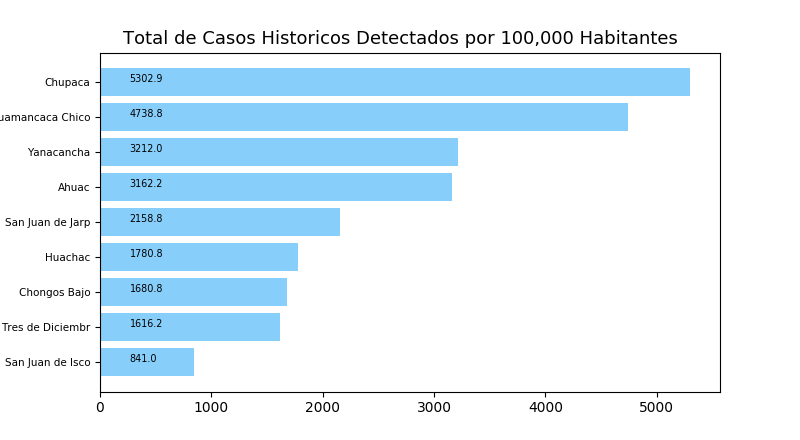 Total de Casos Historicos Detectados por 100,000 Habitantes
Chupaca 5302.9
uamancaca Chico 4738.8
Yanacancha 3212.0
Ahuac 3162.2
San Juan de Jarp 2158.8
Huachac 1780.8
Chongos Bajo 1680.8
Tres de Diciembr 1616.2
San Juan de Isco 841.0
0 1000 2000 3000 4000 5000